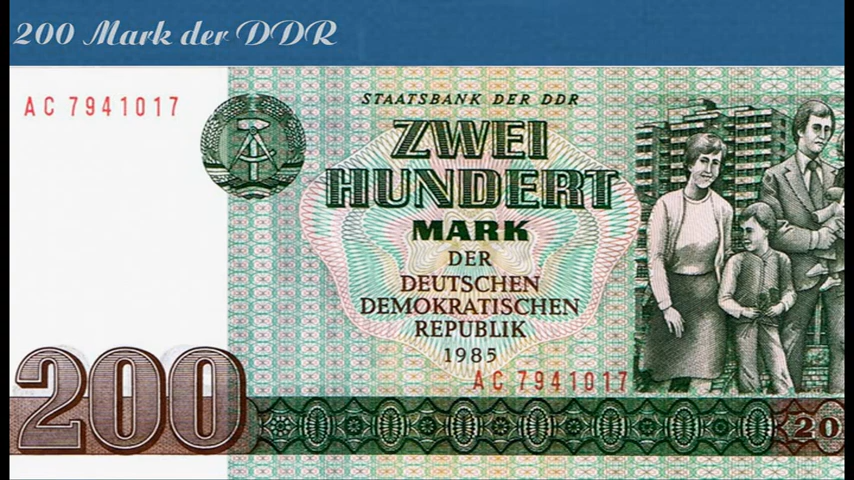 200 Mark der DDR
AC 7941017
STAATSBANK DER DDR
ZWEI
HUNDERT
MARK
DER
DEUTSCHEN
DEMOKRATISCHEN
REPUBLIK
1985
AC 7941017
200
20